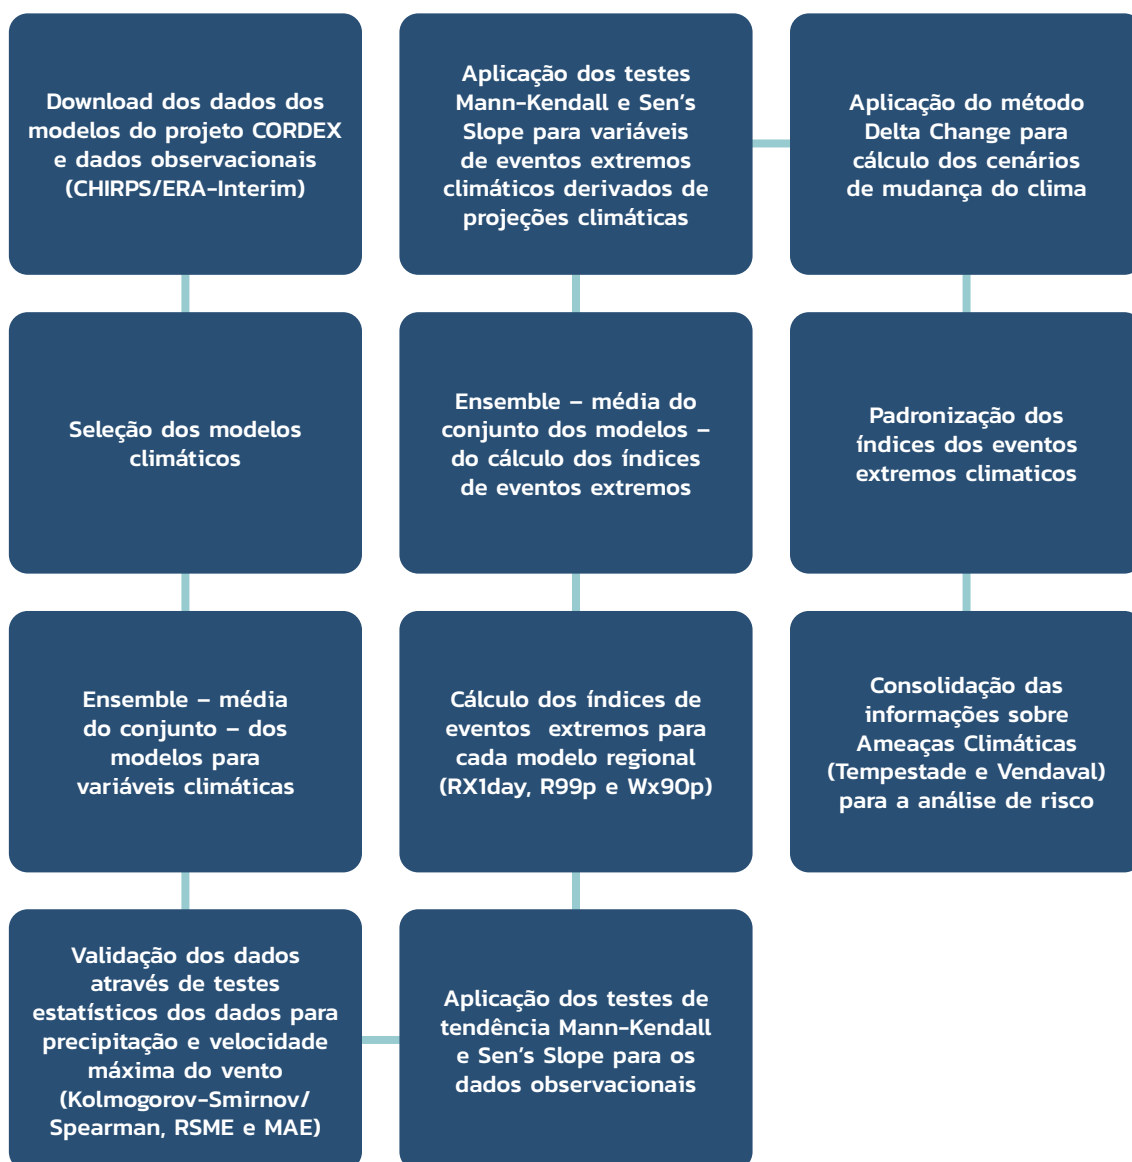 Download dos dados dos
modelos do projeto CORDEX
e dados observacionais
(CHIRPS/ERA-Interim)
Seleção dos modelos
climáticos
Ensemble – média
do conjunto – dos
modelos para
variáveis climáticas
Validação dos dados
através de testes
estatísticos dos dados para
precipitação e velocidade
máxima do vento
(Kolmogorov-Smirnov/
Spearman, RSME e MAE)
Aplicação dos testes de
tendência Mann-Kendall
e Sen's Slope para os
dados observacionais
Cálculo dos índices de
eventos extremos para
cada modelo regional
(RX1day, R99p e Wx90p)
Ensemble – média do
conjunto dos modelos –
do cálculo dos índices
de eventos extremos
Aplicação dos testes
Mann-Kendall e Sen's
Slope para variáveis
de eventos extremos
climáticos derivados de
projeções climáticas
Aplicação do método
Delta Change para
cálculo dos cenários
de mudança do clima
Padronização dos
índices dos eventos
extremos climaticos
Consolidação das
informações sobre
Ameaças Climáticas
(Tempestade e Vendaval)
para a análise de risco